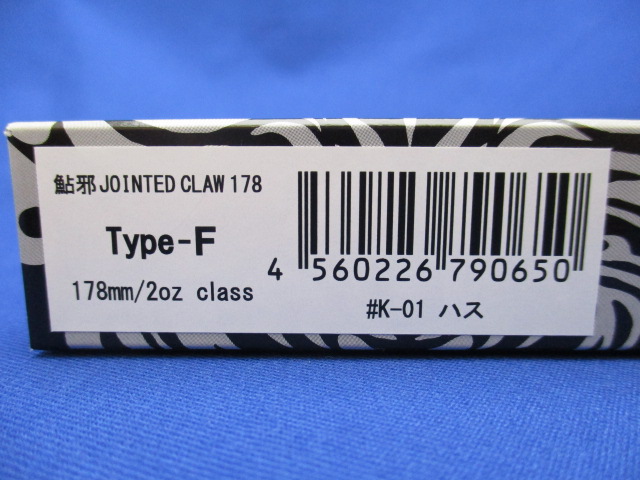 鮎邪 JOINTED CLAW 178
Type-F
178mm/2oz class
4 560226 790650
#K-01 ハス